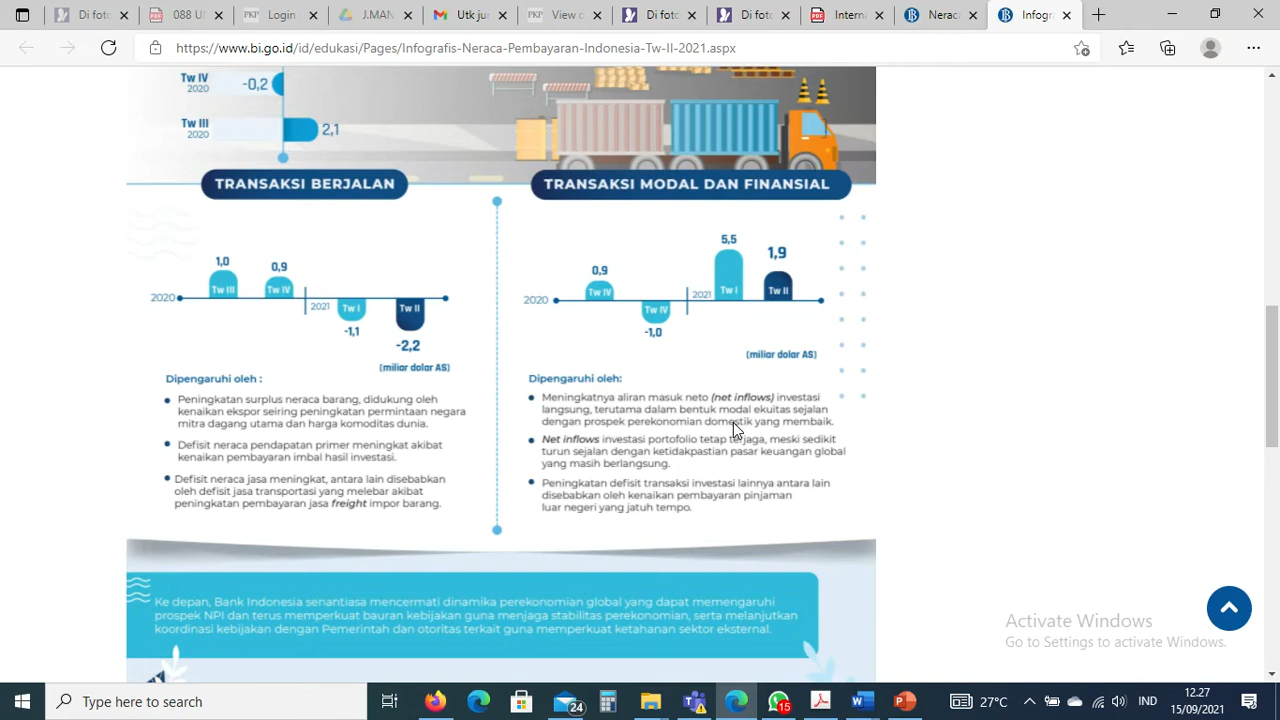 Di fote
088 UI
Login
J.MAN
Ut kju
View c
Di fote
Di fote
Intern
Nerac
Infog
https://www.bi.go.id/id/edukasi/Pages/Infografis-Neraca-Pembayaran-Indonesia-Tw-II-2021.aspx
Tw IV
2020
-0,2
Tw III
2020
2,1
TRANSAKSI BERJALAN
1,0
0,9
Tw III
Tw IV
2020
2021
Tw I
Tw II
-1,1
-2,2
(miliar dolar AS)
Dipengaruhi oleh :
Peningkatan surplus neraca barang, didukung oleh
kenaikan ekspor seiring peningkatan permintaan negara
mitra dagang utama dan harga komoditas dunia.
Defisit neraca pendapatan primer meningkat akibat
kenaikan pembayaran imbal hasil investasi.
Defisit neraca jasa meningkat, antara lain disebabkan
oleh defisit jasa transportasi yang melebar akibat
peningkatan pembayaran jasa freight impor barang.
TRANSAKSI MODAL DAN FINANSIAL
5,5
1,9
0,9
Tw IV
2021
Tw I
Tw II
2020
Tw IV
-1,0
(miliar dolar AS)
Dipengaruhi oleh:
Meningkatnya aliran masuk neto (net inflows) investasi
langsung, terutama dalam bentuk modal ekuitas sejalan
dengan prospek perekonomian domestik yang membaik.
Net inflows investasi portofolio tetap terjaga, meski sedikit
turun sejalan dengan ketidakpastian pasar keuangan global
yang masih berlangsung.
Peningkatan defisit transaksi investasi lainnya antara lain
disebabkan oleh kenaikan pembayaran pinjaman
luar negeri yang jatuh tempo.
Ke depan, Bank Indonesia senantiasa mencermati dinamika perekonomian global yang dapat memengaruhi
prospek NPI dan terus memperkuat bauran kebijakan guna menjaga stabilitas perekonomian, serta melanjutkan
koordinasi kebijakan dengan Pemerintah dan otoritas terkait guna memperkuat ketahanan sektor eksternal.
Activate Windows
Go to Settings to activate Windows.
Type here to search
24
15
27°C
IND
12.27
15/09/2021